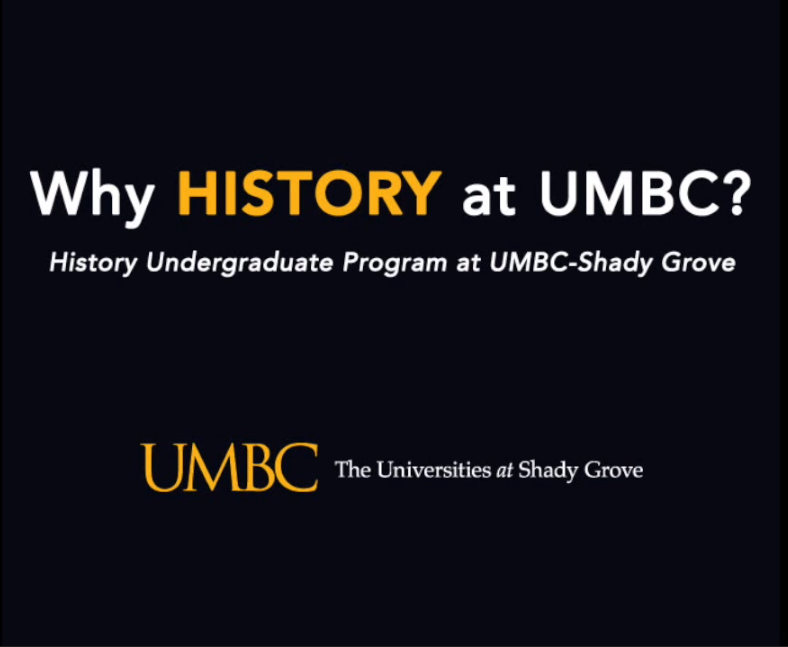 Why HISTORY at UMBC?
History Undergraduate Program at UMBC-Shady Grove
UMBC The Universities at Shady Grove